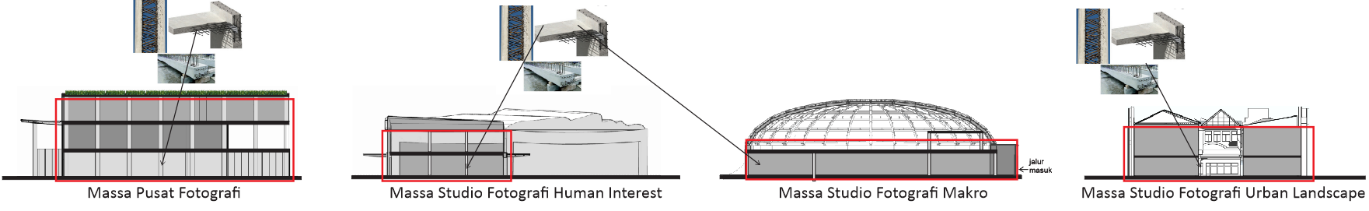 jalur
masuk
Massa Pusat Fotografi
Massa Studio Fotografi Human Interest
Massa Studio Fotografi Makro
Massa Studio Fotografi Urban Landscape